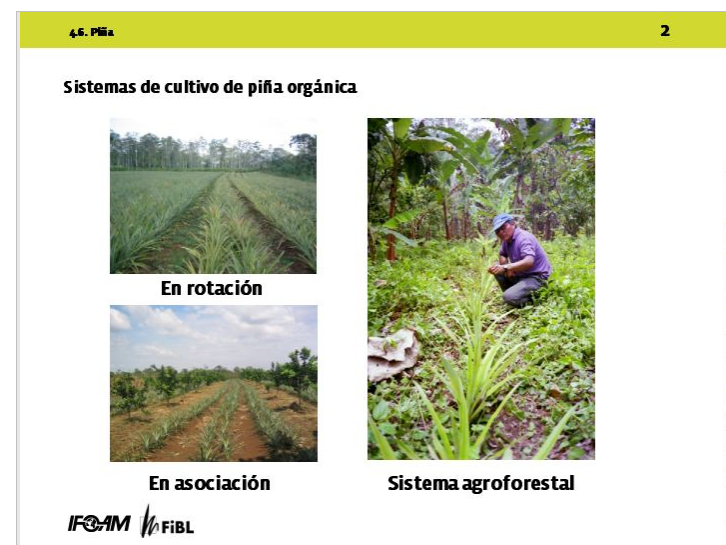 4.6. Piña
2
Sistemas de cultivo de piña orgánica
En rotación
En asociación
Sistema agroforestal
IFOAM
FiBL